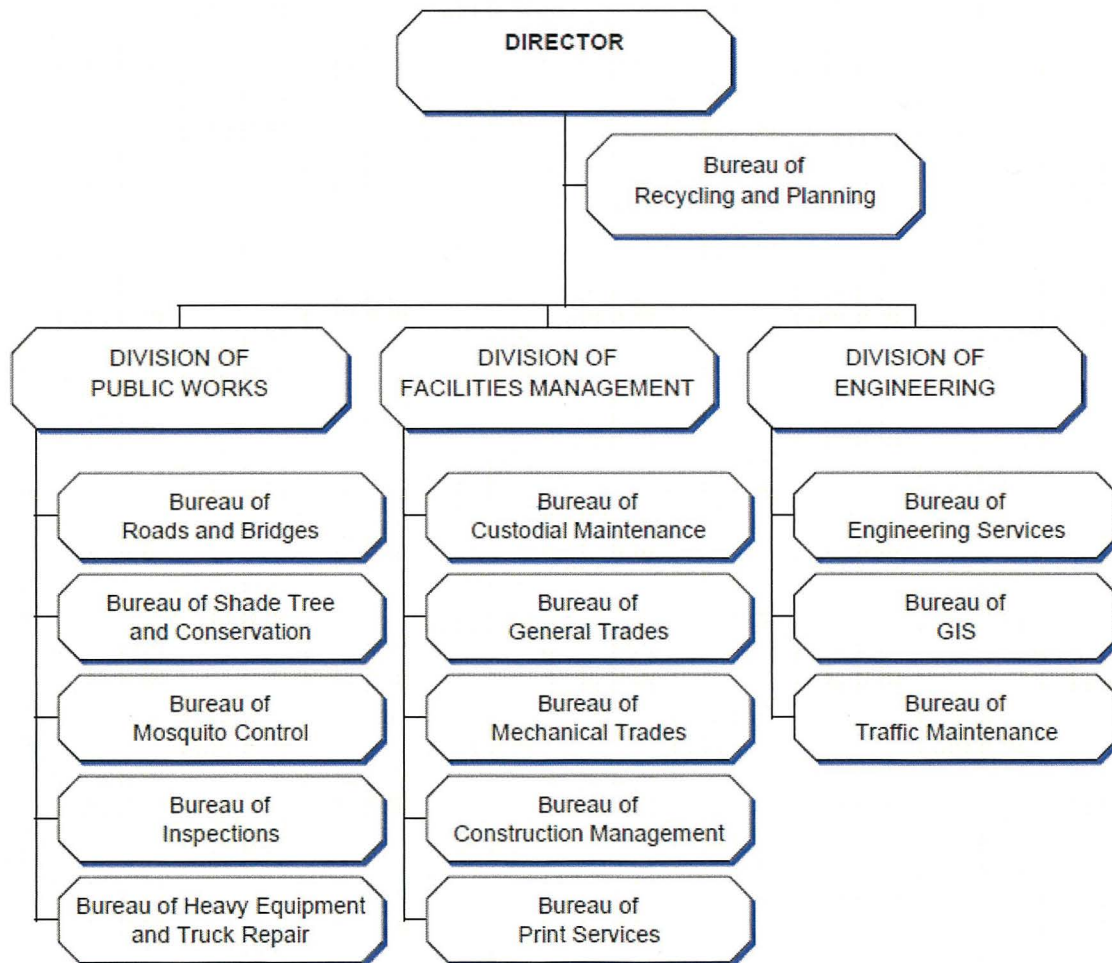 DIRECTOR
Bureau of
Recycling and Planning
DIVISION OF
PUBLIC WORKS
Bureau of
Roads and Bridges
Bureau of Shade Tree
and Conservation
Bureau of
Mosquito Control
Bureau of
Inspections
Bureau of Heavy Equipment
and Truck Repair
DIVISION OF
FACILITIES MANAGEMENT
Bureau of
Custodial Maintenance
Bureau of
General Trades
Bureau of
Mechanical Trades
Bureau of
Construction Management
Bureau of
Print Services
DIVISION OF
ENGINEERING
Bureau of
Engineering Services
Bureau of
GIS
Bureau of
Traffic Maintenance